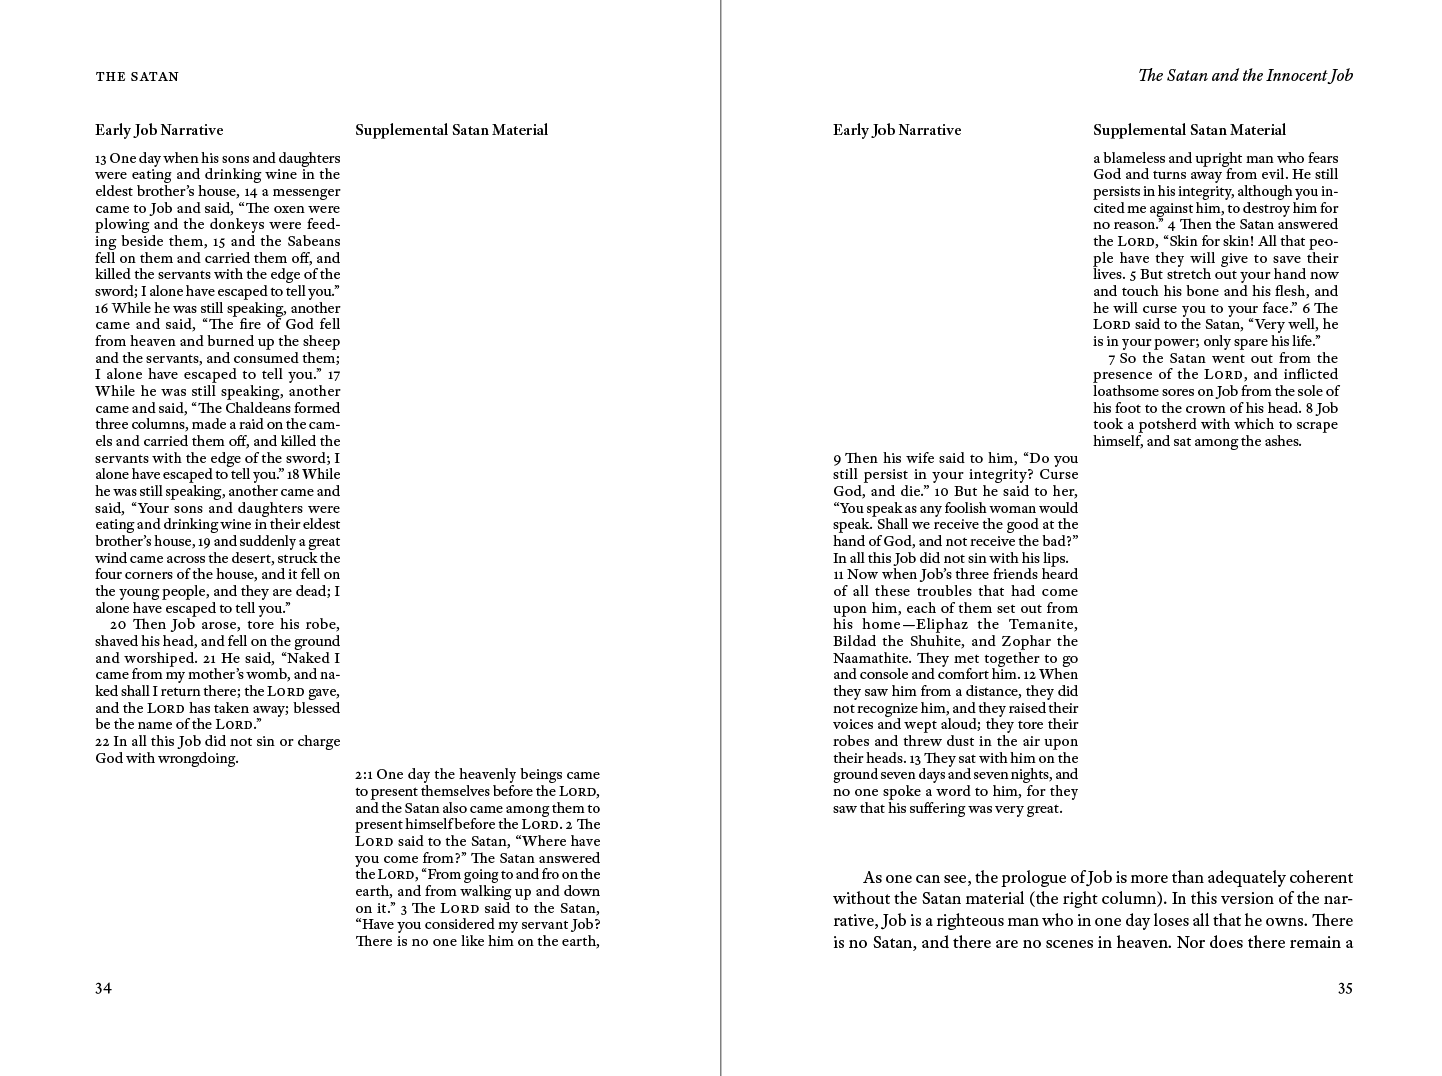 THE SATAN
Early Job Narrative
13 One day when his sons and daughters
were eating and drinking wine in the
eldest brother’s house, 14 a messenger
came to Job and said, “The oxen were
plowing and the donkeys were feed-
ing beside them, 15 and the Sabeans
fell on them and carried them off, and
killed the servants with the edge of the
sword; I alone have escaped to tell you.”
16 While he was still speaking, another
came and said, “The fire of God fell
from heaven and burned up the sheep
and the servants, and consumed them;
I alone have escaped to tell you.” 17
While he was still speaking, another
came and said, “The Chaldeans formed
three columns, made a raid on the cam-
els and carried them off, and killed the
servants with the edge of the sword; I
alone have escaped to tell you.” 18 While
he was still speaking, another came and
said, “Your sons and daughters were
eating and drinking wine in their eldest
brother’s house, 19 and suddenly a great
wind came across the desert, struck the
four corners of the house, and it fell on
the young people, and they are dead; I
alone have escaped to tell you.”
20 Then Job arose, tore his robe,
shaved his head, and fell on the ground
and worshiped. 21 He said, “Naked I
came from my mother’s womb, and na-
ked shall I return there; the LORD gave,
and the LORD has taken away; blessed
be the name of the LORD.”
22 In all this Job did not sin or charge
God with wrongdoing.
Supplemental Satan Material
2:1 One day the heavenly beings came
to present themselves before the LORD,
and the Satan also came among them to
present himself before the LORD. 2 The
LORD said to the Satan, “Where have
you come from?” The Satan answered
the LORD, “From going to and fro on the
earth, and from walking up and down
on it.” 3 The LORD said to the Satan,
“Have you considered my servant Job?
There is no one like him on the earth,
34
The Satan and the Innocent Job
Early Job Narrative
Supplemental Satan Material
a blameless and upright man who fears
God and turns away from evil. He still
persists in his integrity, although you in-
cited me against him, to destroy him for
no reason.” 4 Then the Satan answered
the LORD, “Skin for skin! All that peo-
ple have they will give to save their
lives. 5 But stretch out your hand now
and touch his bone and his flesh, and
he will curse you to your face.” 6 The
LORD said to the Satan, “Very well, he
is in your power; only spare his life.”
7 So the Satan went out from the
presence of the LORD, and inflicted
loathsome sores on Job from the sole of
his foot to the crown of his head. 8 Job
took a potsherd with which to scrape
himself, and sat among the ashes.
9 Then his wife said to him, “Do you
still persist in your integrity? Curse
God, and die.” 10 But he said to her,
“You speak as any foolish woman would
speak. Shall we receive the good at the
hand of God, and not receive the bad?”
In all this Job did not sin with his lips.
11 Now when Job’s three friends heard
of all these troubles that had come
upon him, each of them set out from
his home—Eliphaz the Temanite,
Bildad the Shuhite, and Zophar the
Naamathite. They met together to go
and console and comfort him. 12 When
they saw him from a distance, they did
not recognize him, and they raised their
voices and wept aloud; they tore their
robes and threw dust in the air upon
their heads. 13 They sat with him on the
ground seven days and seven nights, and
no one spoke a word to him, for they
saw that his suffering was very great.
As one can see, the prologue of Job is more than adequately coherent
without the Satan material (the right column). In this version of the nar-
rative, Job is a righteous man who in one day loses all that he owns. There
is no Satan, and there are no scenes in heaven. Nor does there remain a
35